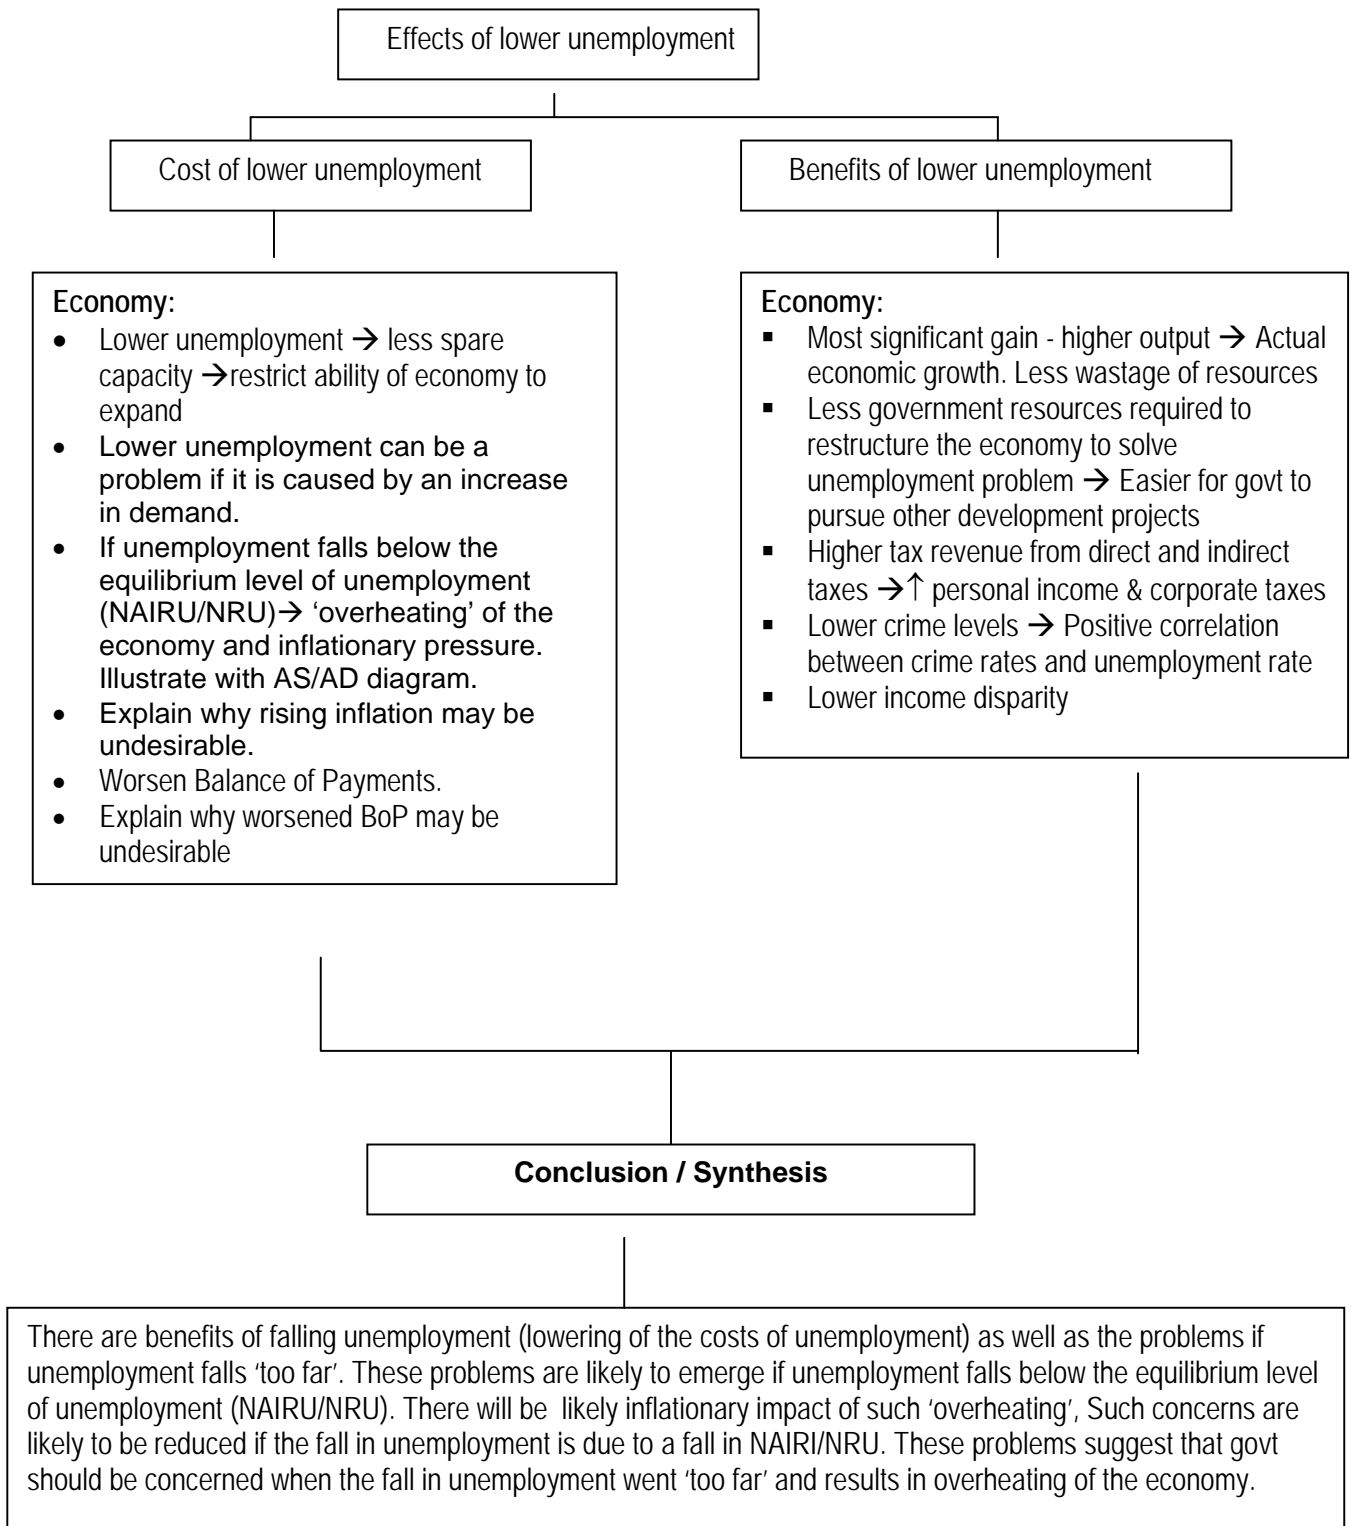 Effects of lower unemployment
Cost of lower unemployment
Benefits of lower unemployment
Economy:
• Lower unemployment → less spare
capacity →restrict ability of economy to
expand
• Lower unemployment can be a
problem if it is caused by an increase
in demand.
• If unemployment falls below the
equilibrium level of unemployment
(NAIRU/NRU)→ ‘overheating’ of the
economy and inflationary pressure.
Illustrate with AS/AD diagram.
• Explain why rising inflation may be
undesirable.
• Worsen Balance of Payments.
• Explain why worsened BoP may be
undesirable
Economy:
▪ Most significant gain - higher output → Actual
economic growth. Less wastage of resources
▪ Less government resources required to
restructure the economy to solve
unemployment problem → Easier for govt to
pursue other development projects
▪ Higher tax revenue from direct and indirect
taxes →↑ personal income & corporate taxes
▪ Lower crime levels → Positive correlation
between crime rates and unemployment rate
▪ Lower income disparity
Conclusion / Synthesis
There are benefits of falling unemployment (lowering of the costs of unemployment) as well as the problems if
unemployment falls ‘too far’. These problems are likely to emerge if unemployment falls below the equilibrium level
of unemployment (NAIRU/NRU). There will be likely inflationary impact of such ‘overheating’, Such concerns are
likely to be reduced if the fall in unemployment is due to a fall in NAIRI/NRU. These problems suggest that govt
should be concerned when the fall in unemployment went ‘too far’ and results in overheating of the economy.